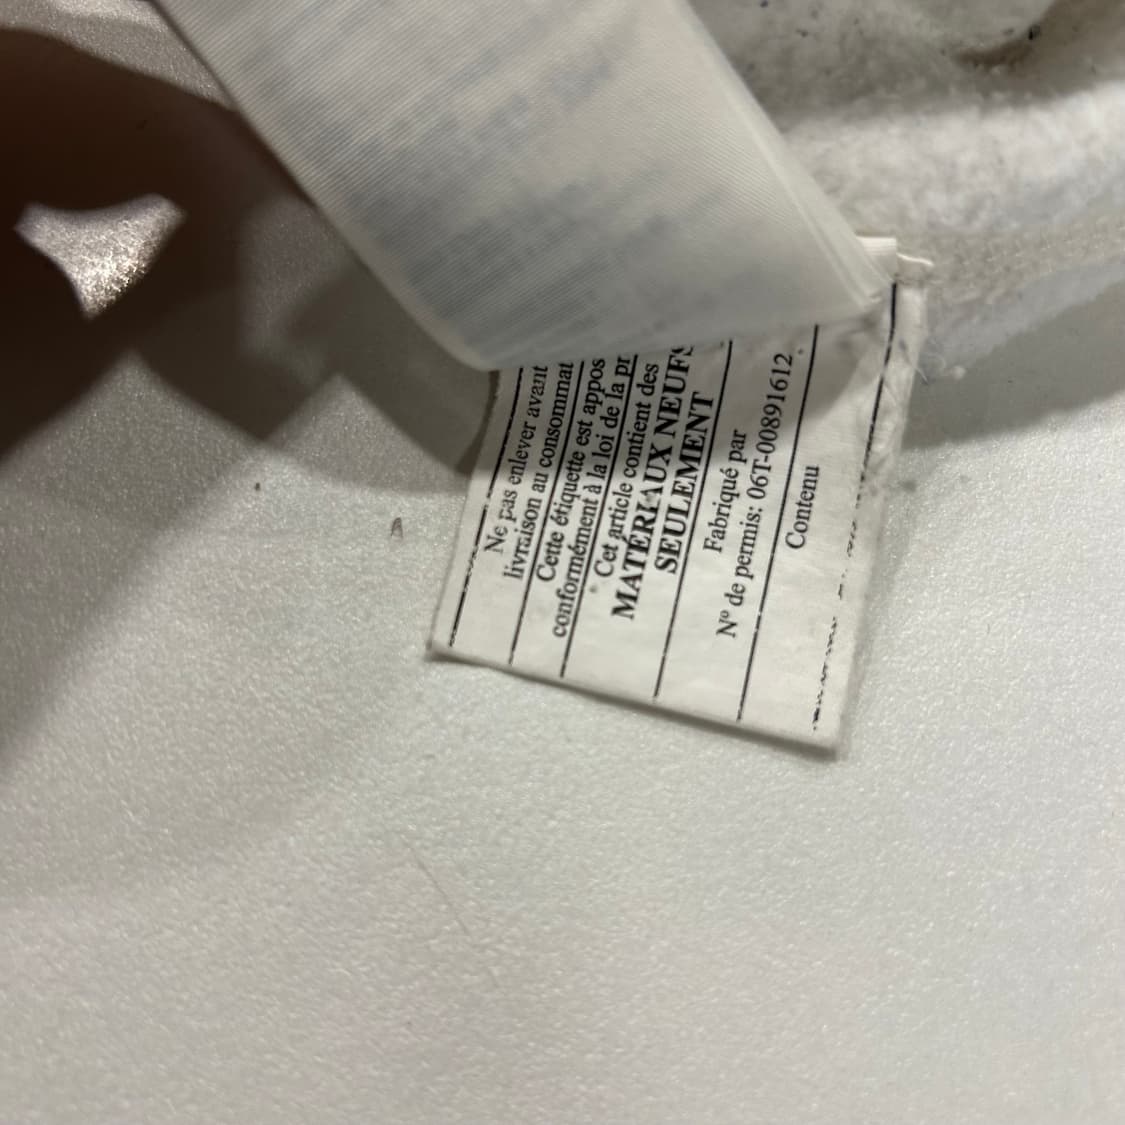 Ne pas enlever avant
livraison au consommat
Cette étiquette est appos
conformément à la loi de la pr
Cet article contient des
MATÉRIAUX NEUFS
SEULEMENT
Fabriqué par
Nº de permis: 06T-00891612
Contenu